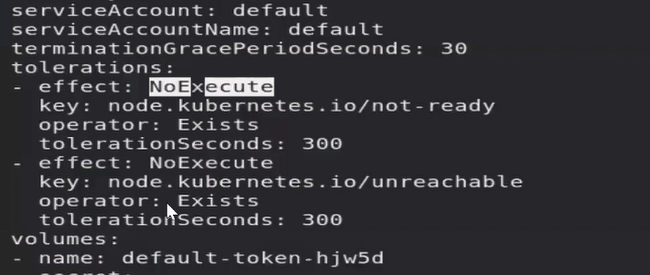 serviceAccount: default
serviceAccountName: default
terminationGracePeriodSeconds: 30
tolerations:
- effect: NoExecute
  key: node.kubernetes.io/not-ready
  operator: Exists
  tolerationSeconds: 300
- effect: NoExecute
  key: node.kubernetes.io/unreachable
  operator: Exists
  tolerationSeconds: 300
volumes:
- name: default-token-hjw5d